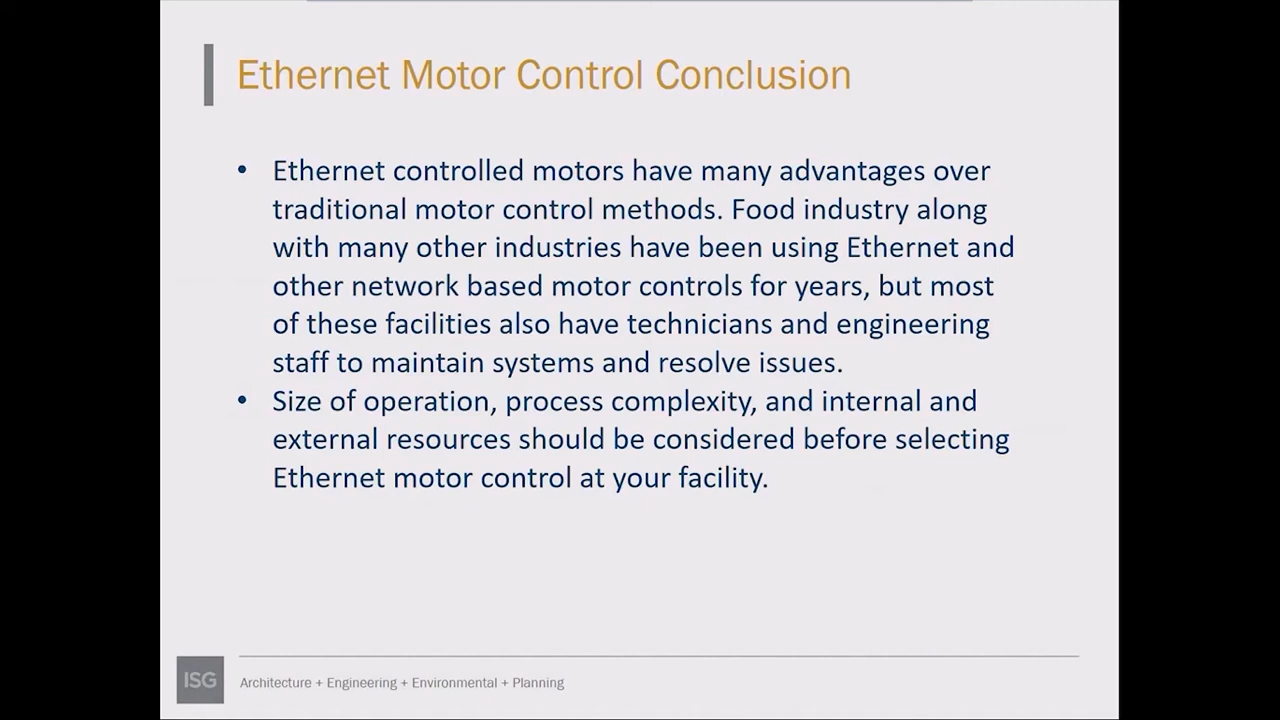 Ethernet Motor Control Conclusion
• Ethernet controlled motors have many advantages over
traditional motor control methods. Food industry along
with many other industries have been using Ethernet and
other network based motor controls for years, but most
of these facilities also have technicians and engineering
staff to maintain systems and resolve issues.
• Size of operation, process complexity, and internal and
external resources should be considered before selecting
Ethernet motor control at your facility.
ISG
Architecture + Engineering + Environmental + Planning